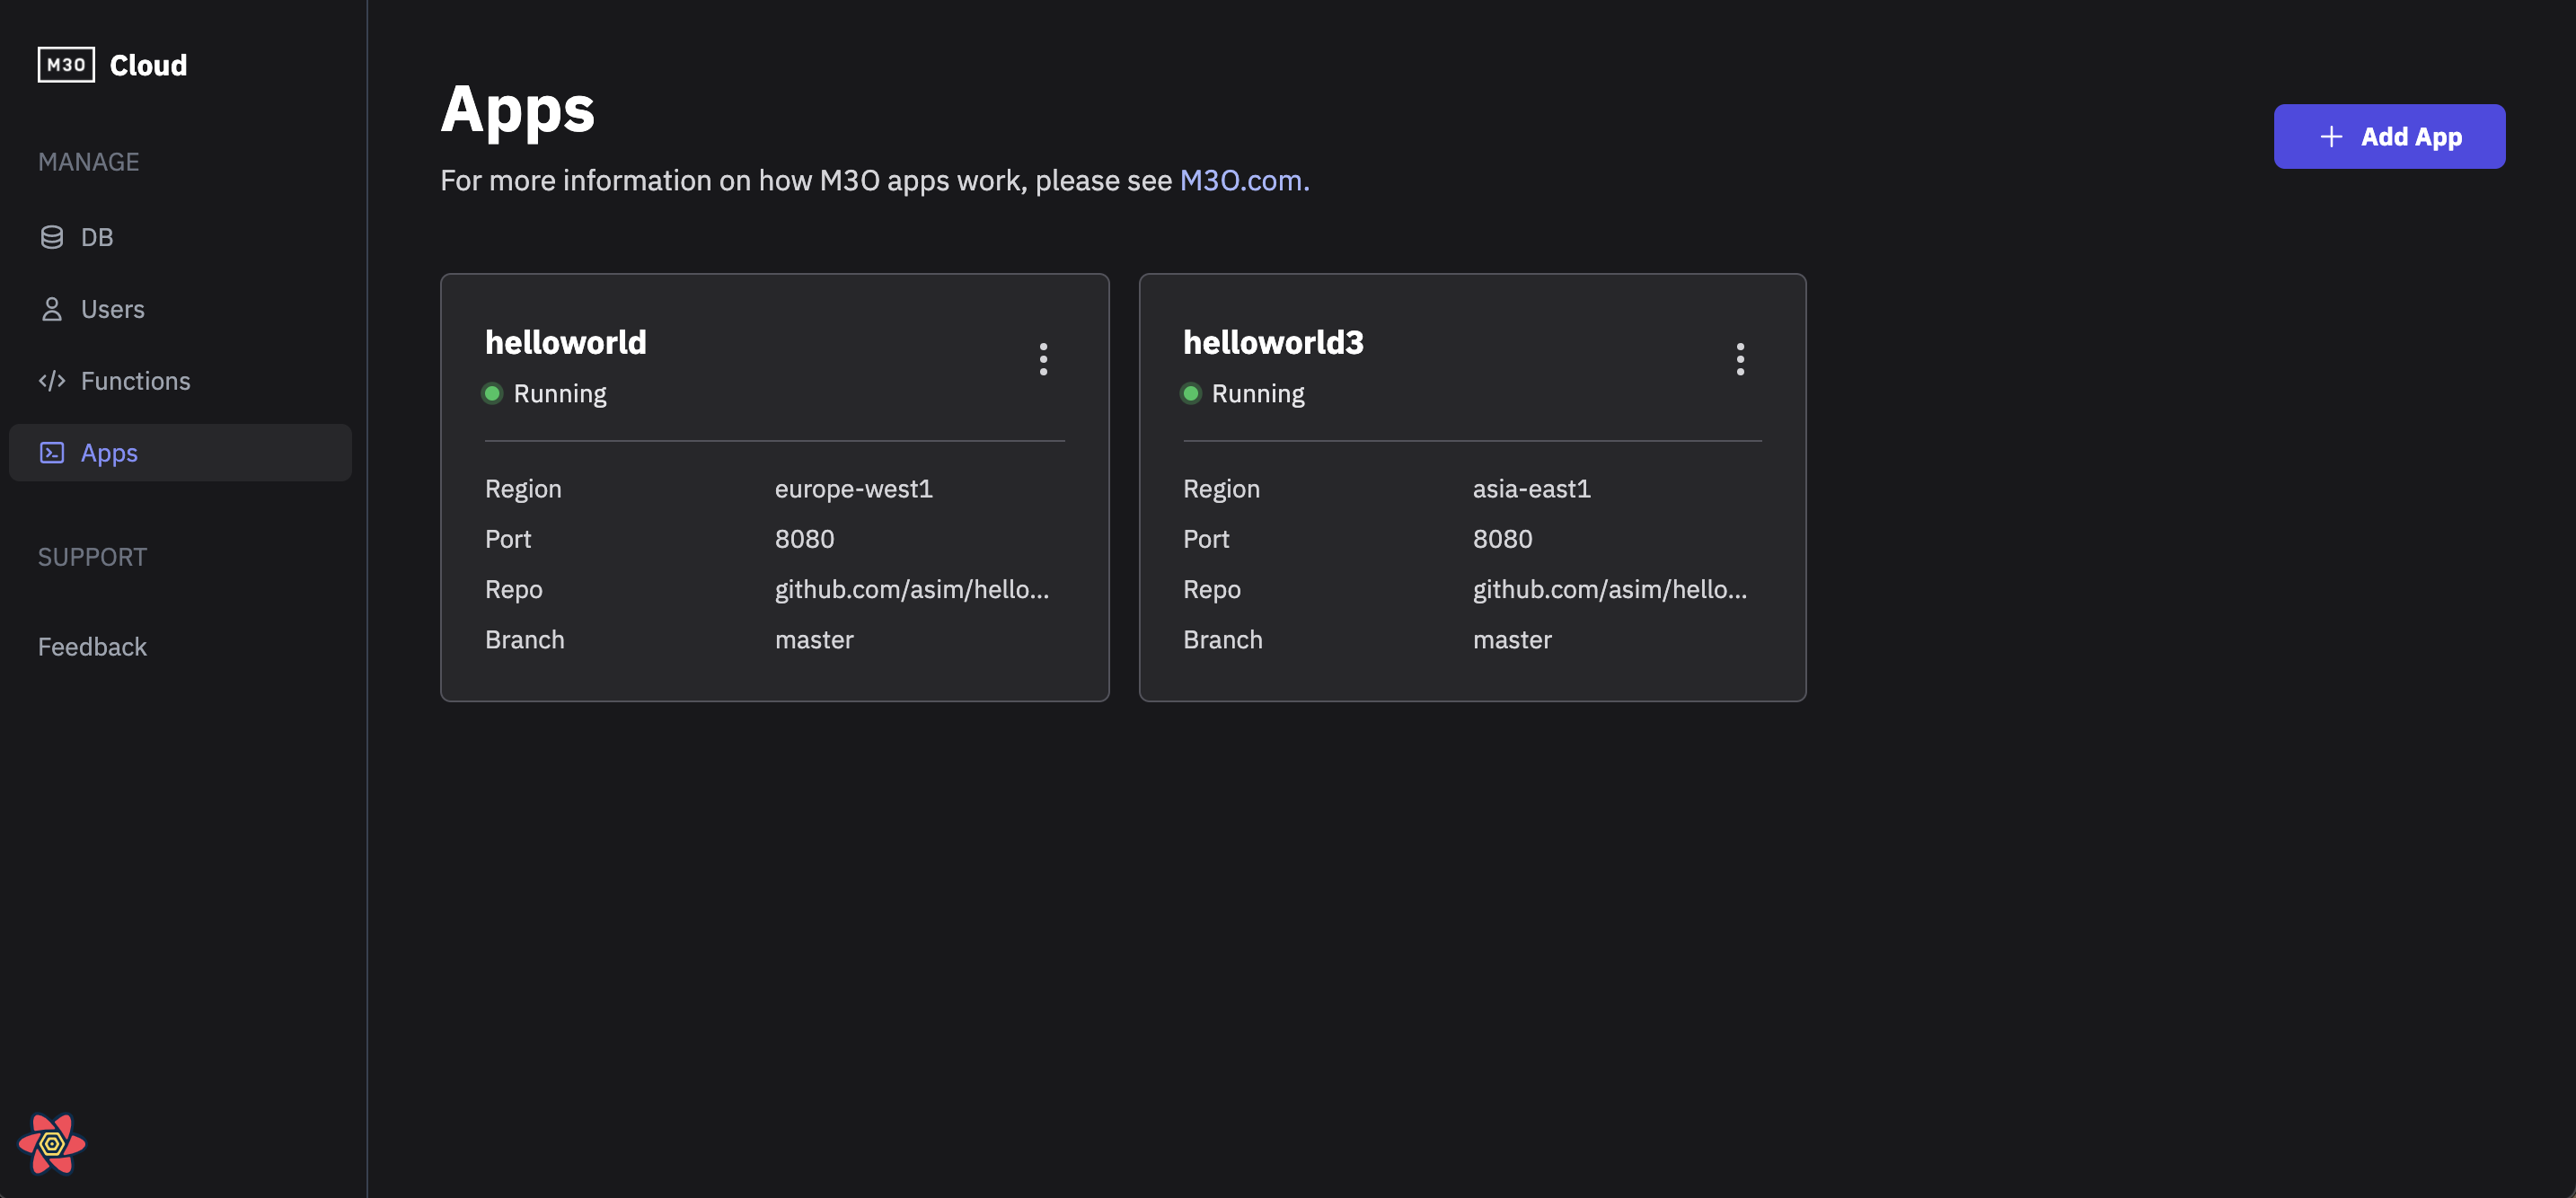 M3O Cloud
MANAGE
DB
Users
Functions
Apps
SUPPORT
Feedback
Apps
For more information on how M3O apps work, please see M3O.com.
+ Add App
helloworld
Running
Region europe-west1
Port 8080
Repo github.com/asim/hello...
Branch master
helloworld3
Running
Region asia-east1
Port 8080
Repo github.com/asim/hello...
Branch master